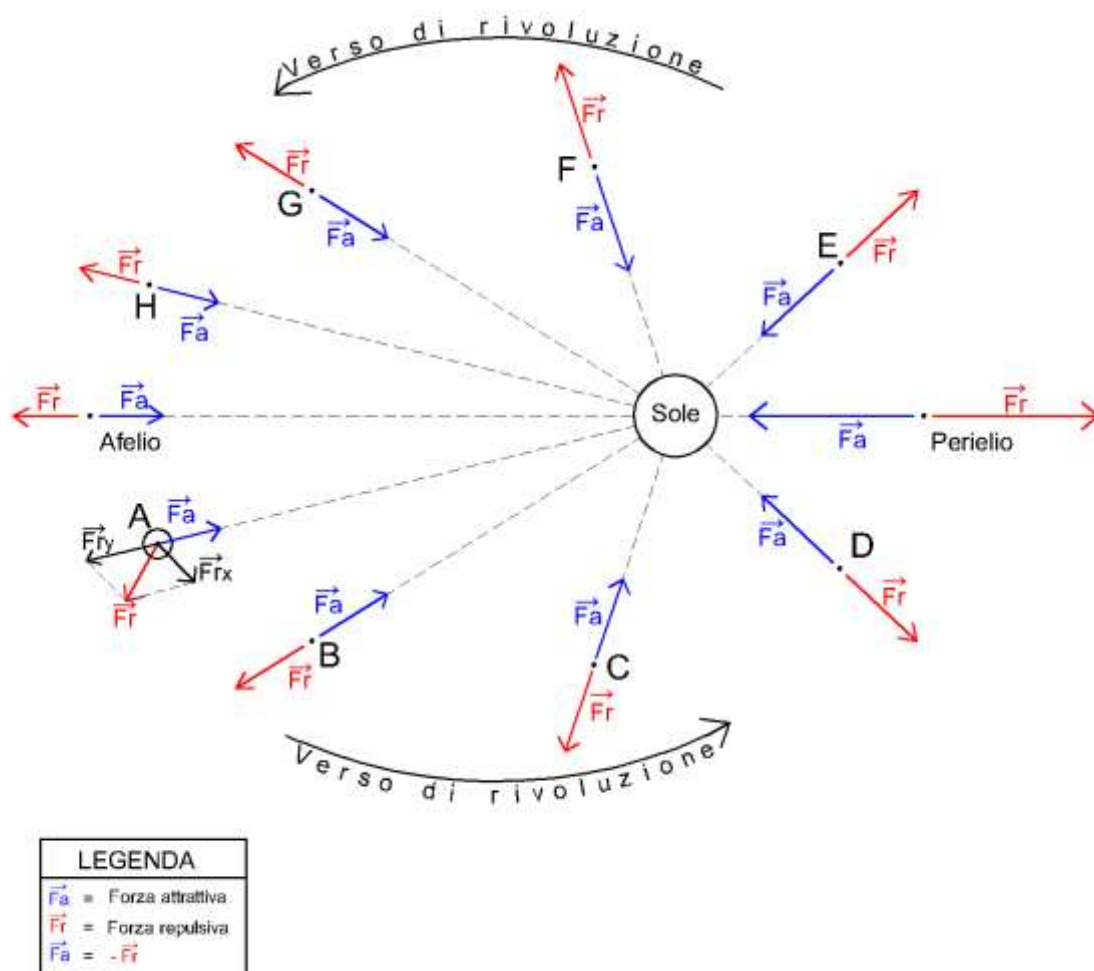 Verso di rivoluzione
Fr
F
Fa
Fr
G
Fa
E
Fr
Fa
Fr
H
Fa
Fr
Fa
Afelio
Sole
Fa
Fr
Perielio
A
Fa
Fry
Frx
Fr
Fa
D
Fr
Fa
B
Fr
Fa
C
Fr
Verso di rivoluzione
LEGENDA
Fa = Forza attrattiva
Fr = Forza repulsiva
Fa = -Fr